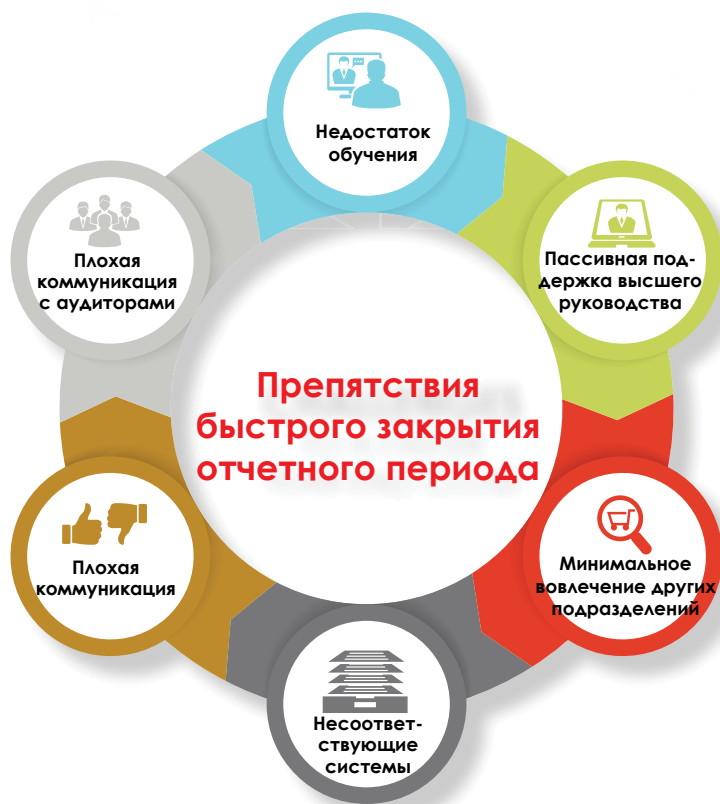 Недостаток
обучения
Пассивная под-
держка высшего
руководства
Минимальное
вовлечение других
подразделений
Несоответ-
ствующие
системы
Плохая
коммуникация
Плохая
коммуникация
с аудиторами
Препятствия
быстрого закрытия
отчетного периода